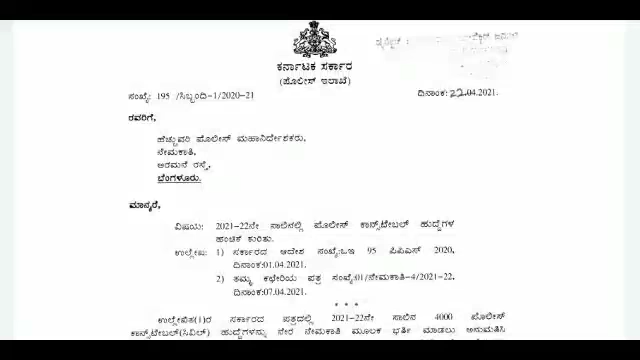 ಕರ್ನಾಟಕ ಸರ್ಕಾರ
(ಪೊಲೀಸ್ ಇಲಾಖೆ)
ಸಂಖ್ಯೆ: 195 /ಸಿಬ್ಬಂದಿ-1/2020-21 ದಿನಾಂಕ:22.04.2021.
ರವರಿಗೆ,
ಹೆಚ್ಚುವರಿ ಪೊಲೀಸ್ ಮಹಾನಿರ್ದೇಶಕರು,
ನೇಮಕಾತಿ,
ಅರಮನೆ ರಸ್ತೆ,
ಬೆಂಗಳೂರು.
ಮಾನ್ಯರೆ,
ವಿಷಯ: 2021-22ನೇ ಸಾಲಿನಲ್ಲಿ ಪೊಲೀಸ್ ಕಾನ್ಸ್‌ಟೇಬಲ್ ಹುದ್ದೆಗಳ
ಹಂಚಿಕೆ ಕುರಿತು.
ಉಲ್ಲೇಖ: 1) ಸರ್ಕಾರದ ಆದೇಶ ಸಂಖ್ಯೆ:ಒಇ 95 ಪಿಪಿಎಸ್ 2020,
ದಿನಾಂಕ:01.04.2021.
2) ತಮ್ಮ ಕಛೇರಿಯ ಪತ್ರ ಸಂಖ್ಯೆ:01/ನೇಮಕಾತಿ-4/2021-22,
ದಿನಾಂಕ:07.04.2021.
* * *
ಉಲ್ಲೇಖಿತ(1)ರ ಸರ್ಕಾರದ ಪತ್ರದಲ್ಲಿ 2021-22ನೇ ಸಾಲಿನ 4000 ಪೊಲೀಸ್
ಕಾನ್ಸ್‌ಟೇಬಲ್(ಸಿವಿಲ್) ಹುದ್ದೆಗಳನ್ನು ನೇರ ನೇಮಕಾತಿ ಮೂಲಕ ಭರ್ತಿ ಮಾಡಲು ಅನುಮತಿಸಿ